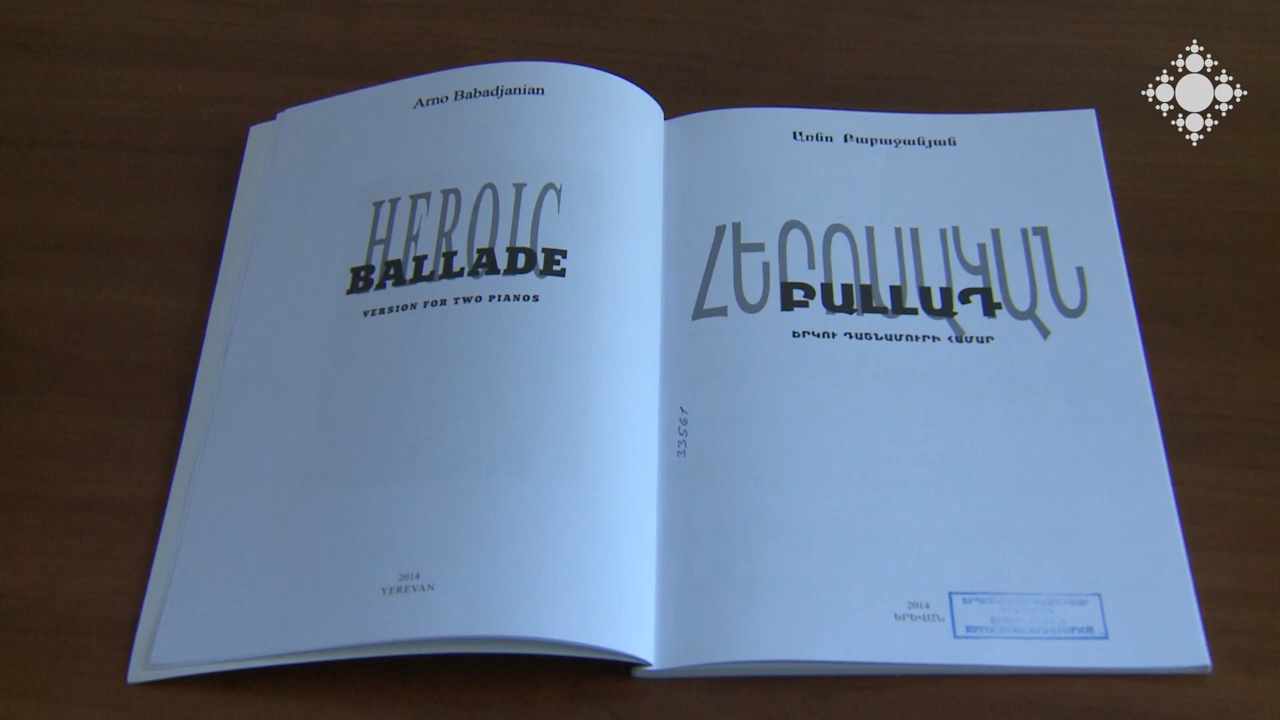 Arno Babadjanian
HEROIC
BALLADE
VERSION FOR TWO PIANOS
2014
YEREVAN
Առնո Բաբաջանյան
ՀԵՐՈՍԱԿԱՆ
ԲԱԼԼԱԴ
ԵՐԿՈՒ ԴԱՇՆԱՄՈՒՐԻ ՀԱՄԱՐ
33561
2014
ԵՐԵՎԱՆ